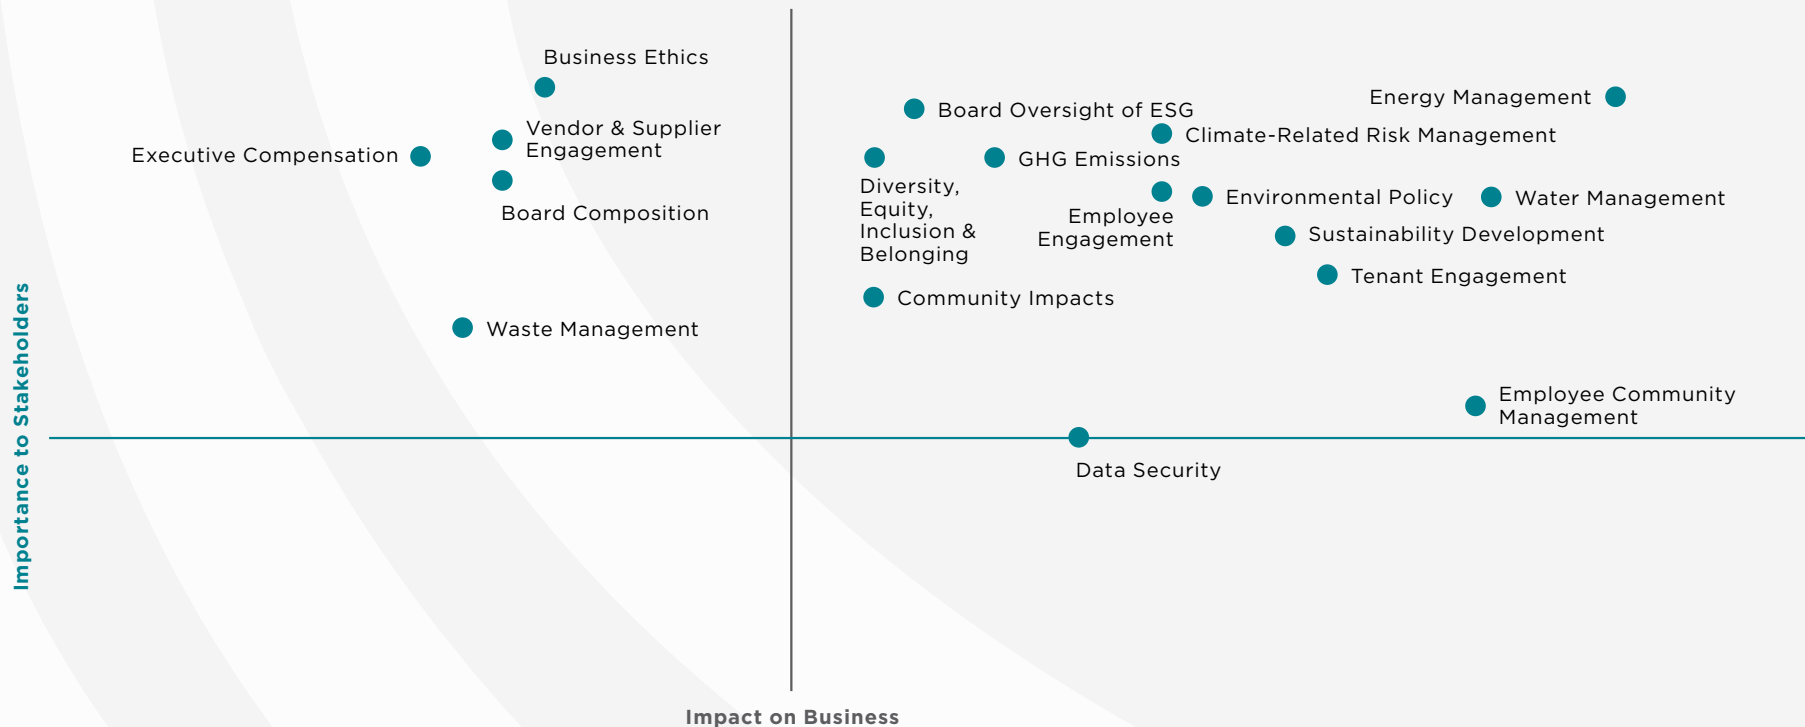 Business Ethics
Vendor & Supplier
Engagement
Executive Compensation
Board Composition
Waste Management
Board Oversight of ESG
Energy Management
Climate-Related Risk Management
GHG Emissions
Diversity,
Equity,
Inclusion &
Belonging
Employee
Engagement
Environmental Policy
Water Management
Sustainability Development
Tenant Engagement
Community Impacts
Employee Community
Management
Data Security
Importance to Stakeholders
Impact on Business